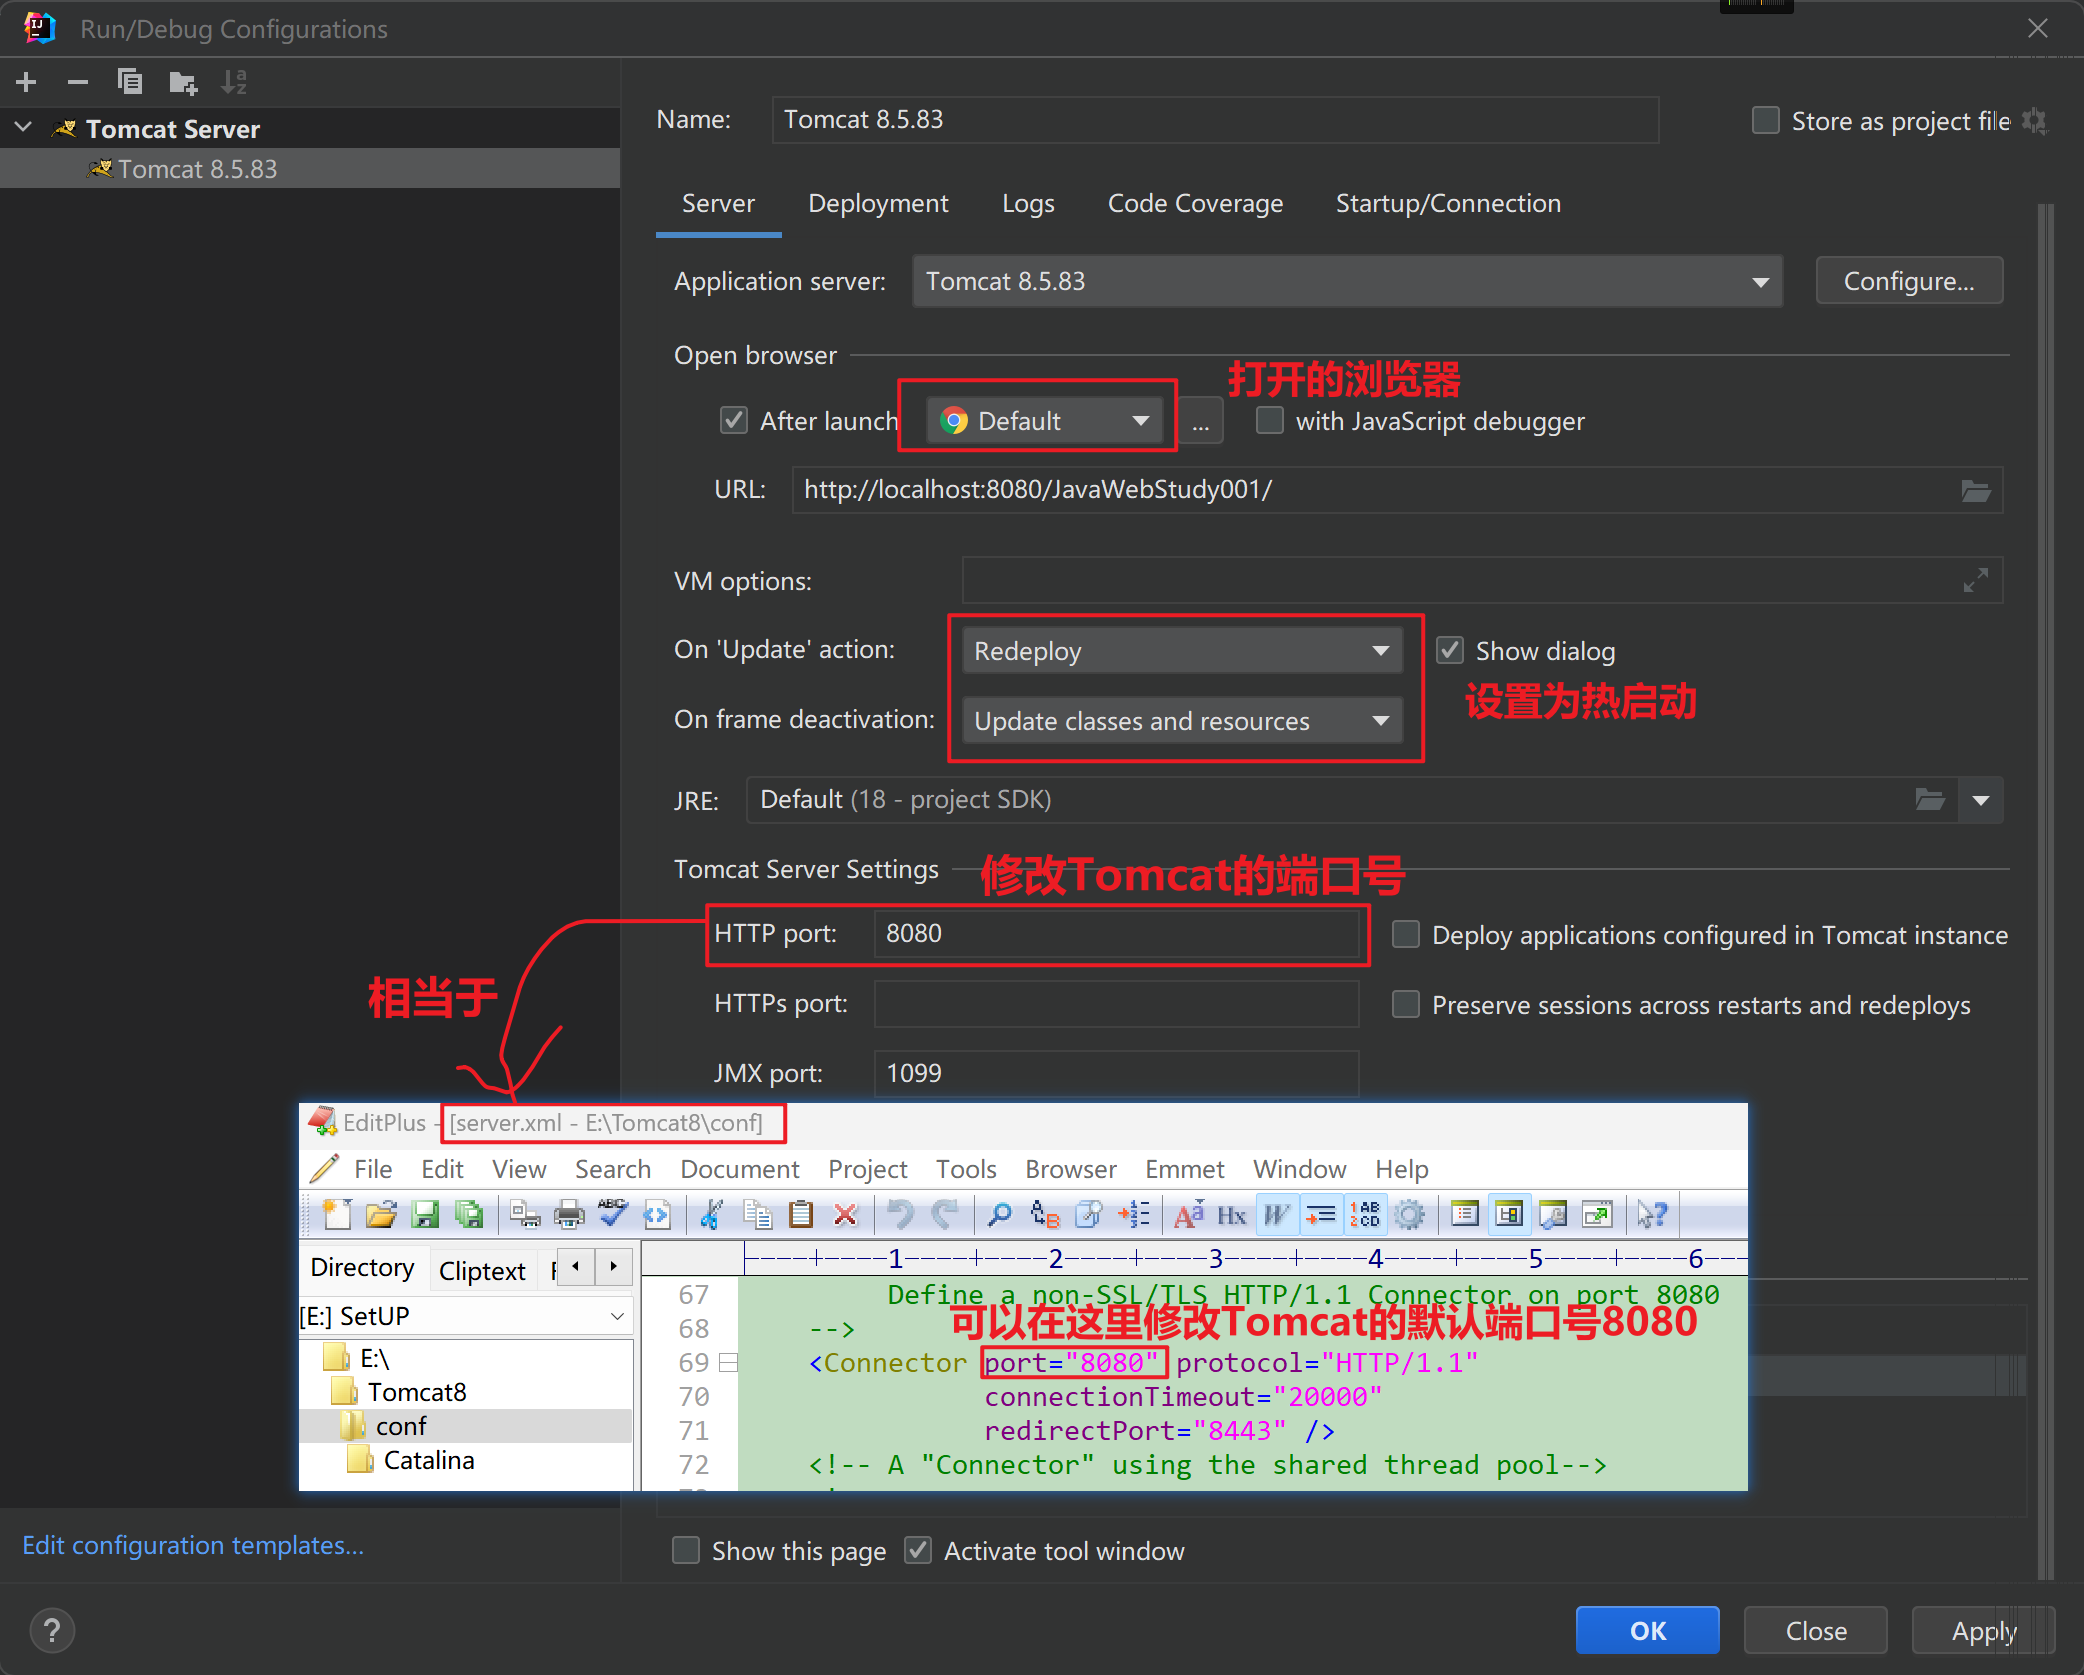 Run/Debug Configurations
Tomcat Server
Tomcat 8.5.83
Name: Tomcat 8.5.83 Store as project file
Server Deployment Logs Code Coverage Startup/Connection
Application server: Tomcat 8.5.83 Configure...
Open browser
打开的浏览器
After launch Default ... with JavaScript debugger
URL: http://localhost:8080/JavaWebStudy001/
VM options:
On 'Update' action: Redeploy Show dialog
设置为热启动
On frame deactivation: Update classes and resources
JRE: Default (18 - project SDK)
Tomcat Server Settings
修改Tomcat的端口号
HTTP port: 8080 Deploy applications configured in Tomcat instance
相当于
HTTPs port: Preserve sessions across restarts and redeploys
JMX port: 1099
EditPlus - [server.xml - E:\Tomcat8\conf]
File Edit View Search Document Project Tools Browser Emmet Window Help
Directory Cliptext
[E:] SetUP
E:\
Tomcat8
conf
Catalina
----+----1----+----2----+----3----+----4----+----5----+----6---
67 Define a non-SSL/TLS HTTP/1.1 Connector on port 8080
可以在这里修改Tomcat的默认端口号8080
68 -->
69 <Connector port="8080" protocol="HTTP/1.1"
70 connectionTimeout="20000"
71 redirectPort="8443" />
72 <!-- A "Connector" using the shared thread pool-->
Show this page Activate tool window
Edit configuration templates...
? OK Close Apply